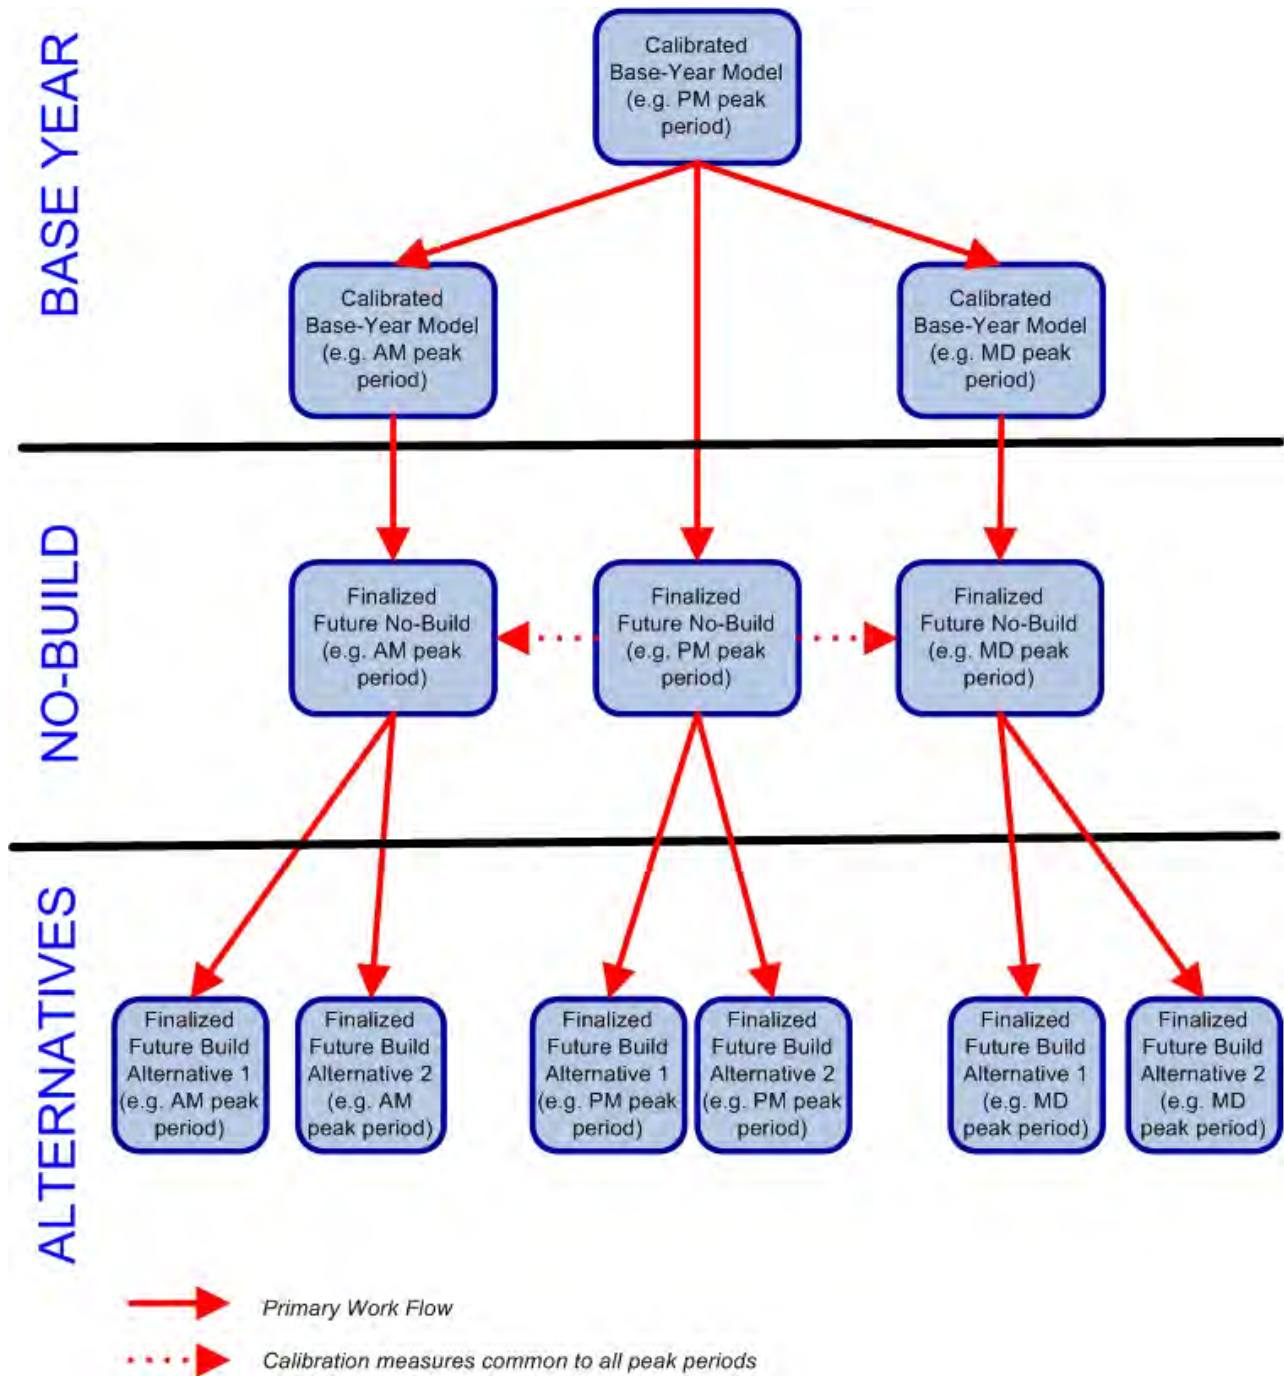 BASE YEAR
Calibrated
Base-Year Model
(e.g. PM peak
period)
Calibrated
Base-Year Model
(e.g. AM peak
period)
Calibrated
Base-Year Model
(e.g. MD peak
period)
NO-BUILD
Finalized
Future No-Build
(e.g. AM peak
period)
Finalized
Future No-Build
(e.g. PM peak
period)
Finalized
Future No-Build
(e.g. MD peak
period)
ALTERNATIVES
Finalized
Future Build
Alternative 1
(e.g. AM peak
period)
Finalized
Future Build
Alternative 2
(e.g. AM
peak period)
Finalized
Future Build
Alternative 1
(e.g. PM peak
period)
Finalized
Future Build
Alternative 2
(e.g. PM peak
period)
Finalized
Future Build
Alternative 1
(e.g. MD
peak period)
Finalized
Future Build
Alternative 2
(e.g. MD
peak period)
Primary Work Flow
Calibration measures common to all peak periods